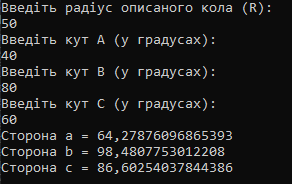 Введіть радіус описаного кола (R):
50
Введіть кут A (у градусах):
40
Введіть кут B (у градусах):
80
Введіть кут C (у градусах):
60
Сторона a = 64,27876096865393
Сторона b = 98,4807753012208
Сторона c = 86,60254037844386